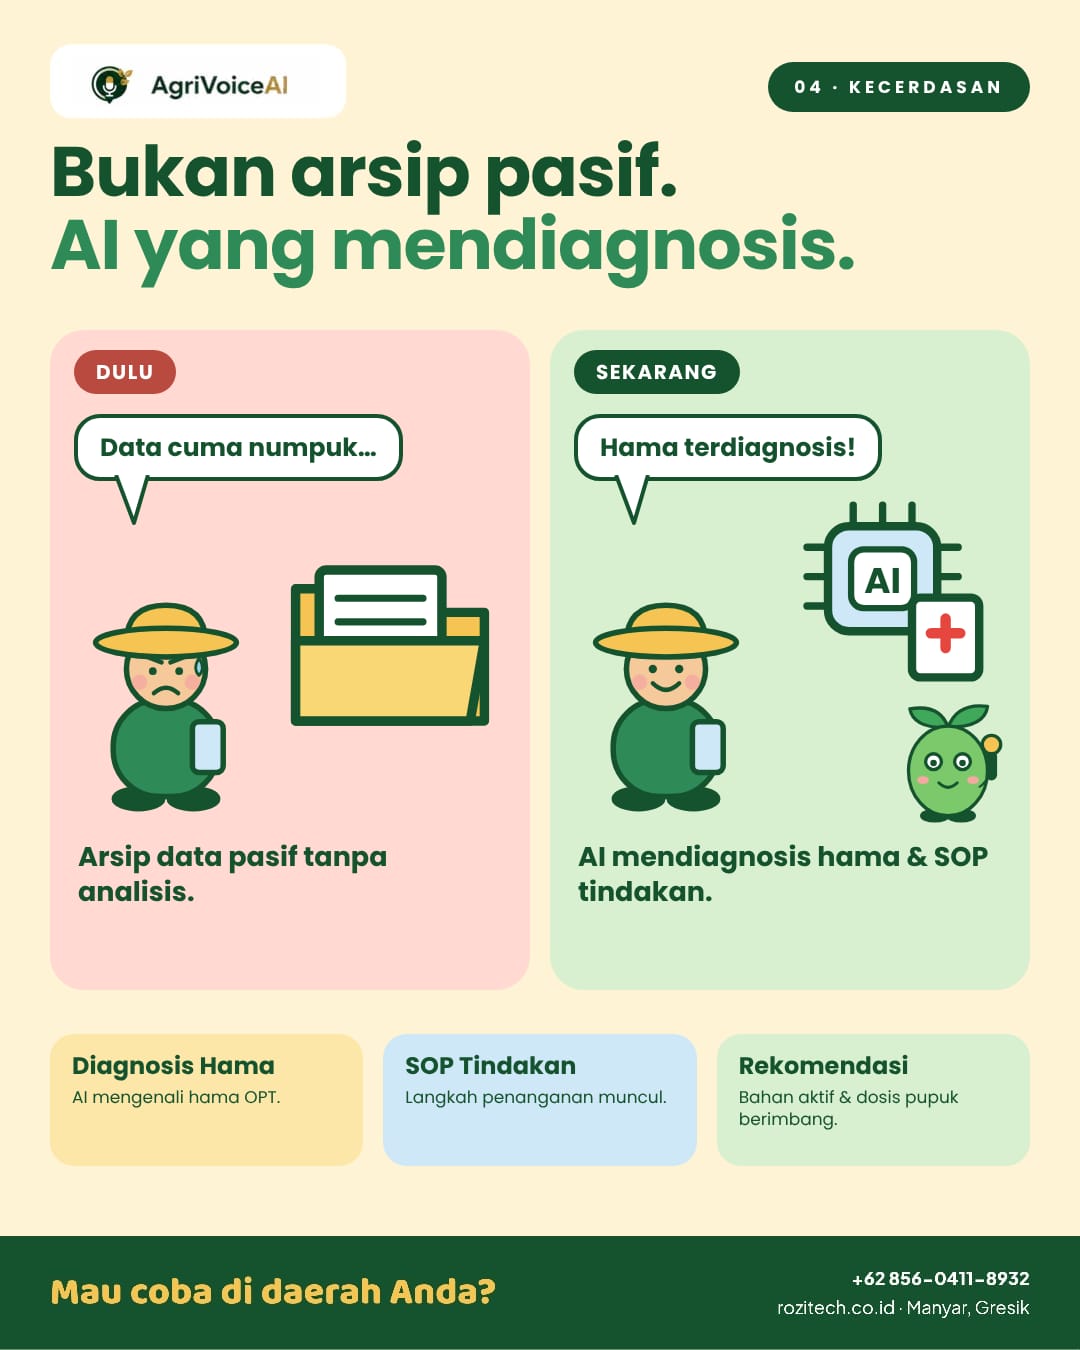 AgriVoiceAI
04 · KECERDASAN
Bukan arsip pasif.
AI yang mendiagnosis.
DULU
Data cuma numpuk...
Arsip data pasif tanpa
analisis.
SEKARANG
Hama terdiagnosis!
AI
AI mendiagnosis hama & SOP
tindakan.
Diagnosis Hama
AI mengenali hama OPT.
SOP Tindakan
Langkah penanganan muncul.
Rekomendasi
Bahan aktif & dosis pupuk
berimbang.
Mau coba di daerah Anda?
+62 856-0411-8932
rozitech.co.id · Manyar, Gresik